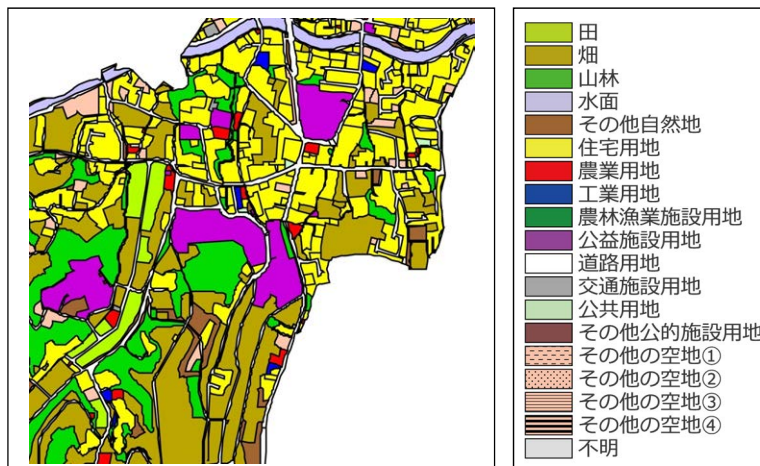 田
畑
山林
水面
その他自然地
住宅用地
農業用地
工業用地
農林漁業施設用地
公益施設用地
道路用地
交通施設用地
公共用地
その他公的施設用地
その他の空地①
その他の空地②
その他の空地③
その他の空地④
不明